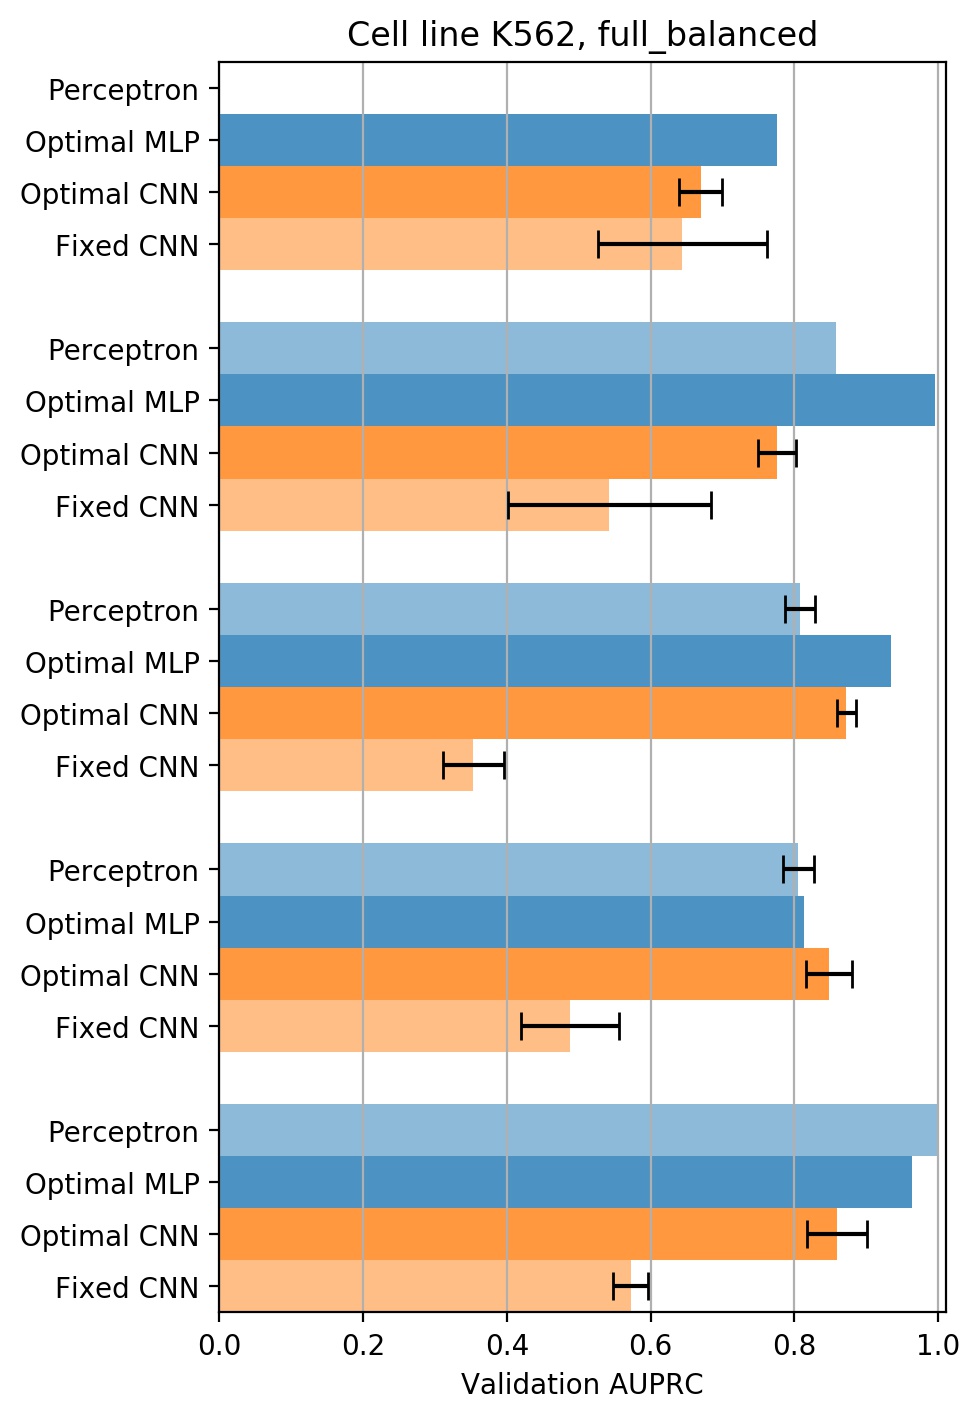 Cell line K562, full_balanced
Perceptron
Optimal MLP
Optimal CNN
Fixed CNN
Perceptron
Optimal MLP
Optimal CNN
Fixed CNN
Perceptron
Optimal MLP
Optimal CNN
Fixed CNN
Perceptron
Optimal MLP
Optimal CNN
Fixed CNN
Perceptron
Optimal MLP
Optimal CNN
Fixed CNN
0.0 0.2 0.4 0.6 0.8 1.0
Validation AUPRC